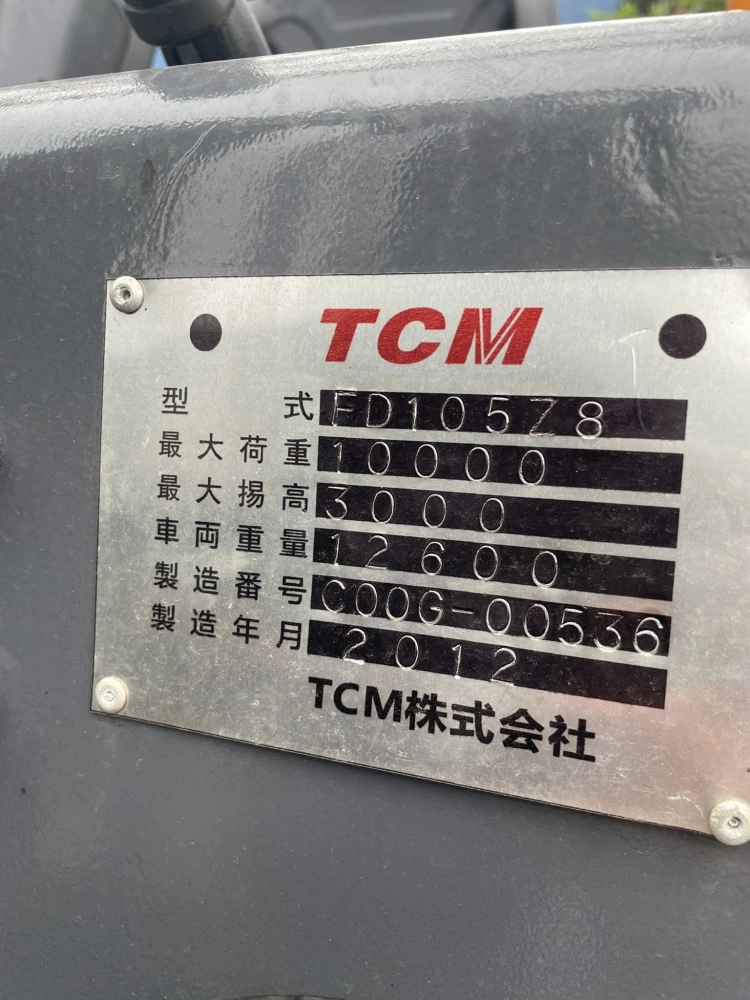 TCM
型式 FD105Z8
最大荷重 10000
最大揚高 3000
車両重量 12600
製造番号 C00G-00536
製造年月 2012
TCM株式会社